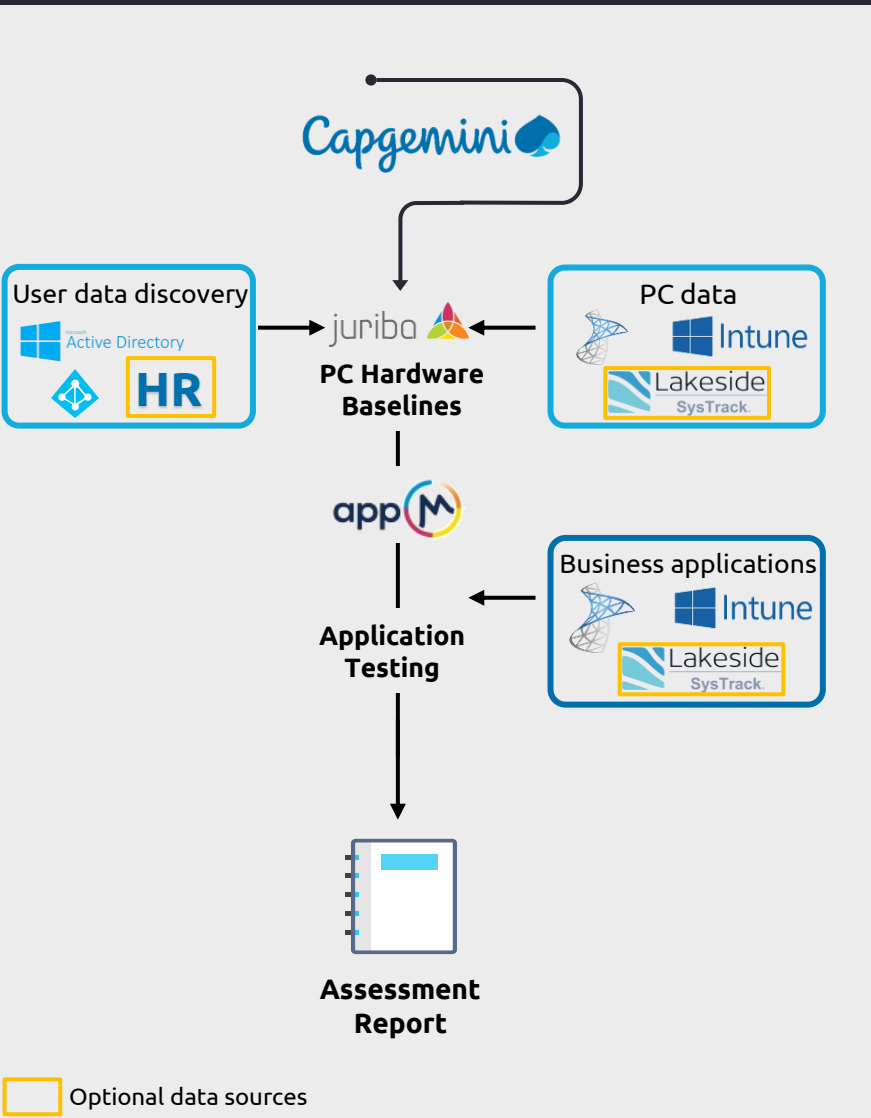 Capgemini
User data discovery
Microsoft
Active Directory
HR
juriba
PC Hardware
Baselines
PC data
Intune
Lakeside
SysTrack.
appM
Business applications
Intune
Lakeside
SysTrack.
Application
Testing
Assessment
Report
Optional data sources